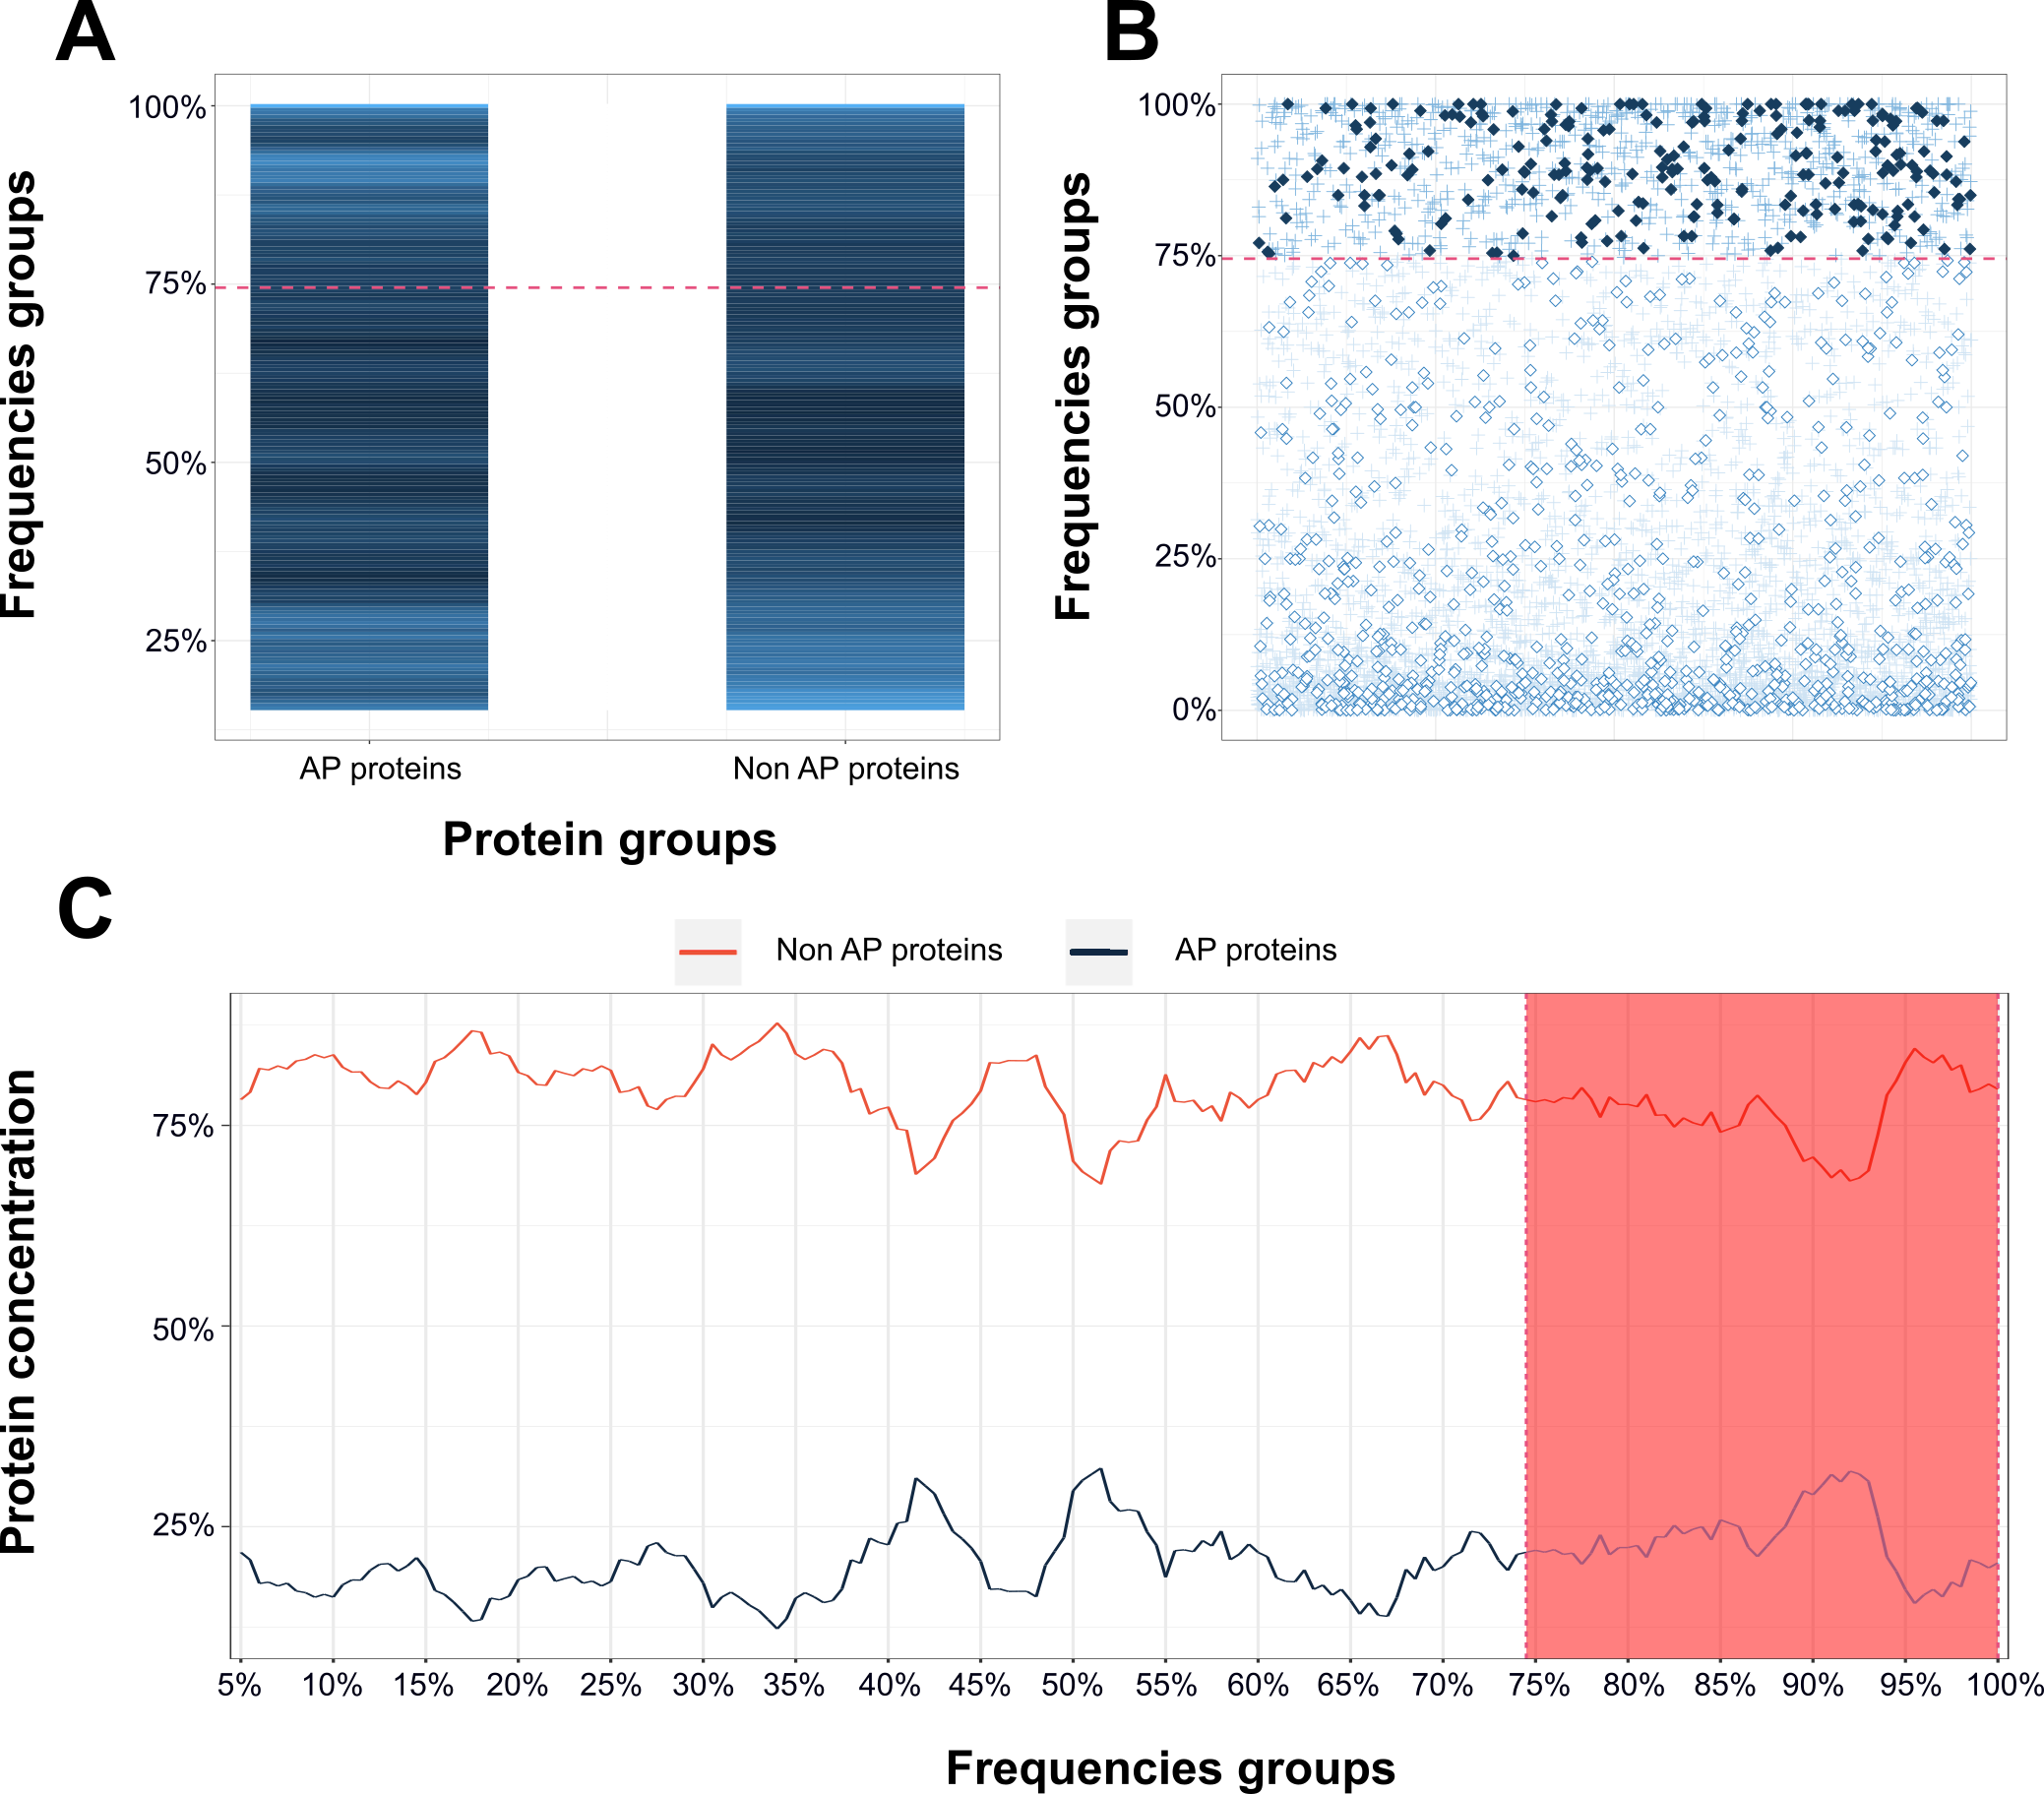 A
B
Frequencies groups
100%
75%
50%
25%
AP proteins
Non AP proteins
Protein groups
Frequencies groups
100%
75%
50%
25%
0%
C
Non AP proteins
AP proteins
Protein concentration
75%
50%
25%
5% 10% 15% 20% 25% 30% 35% 40% 45% 50% 55% 60% 65% 70% 75% 80% 85% 90% 95% 100%
Frequencies groups